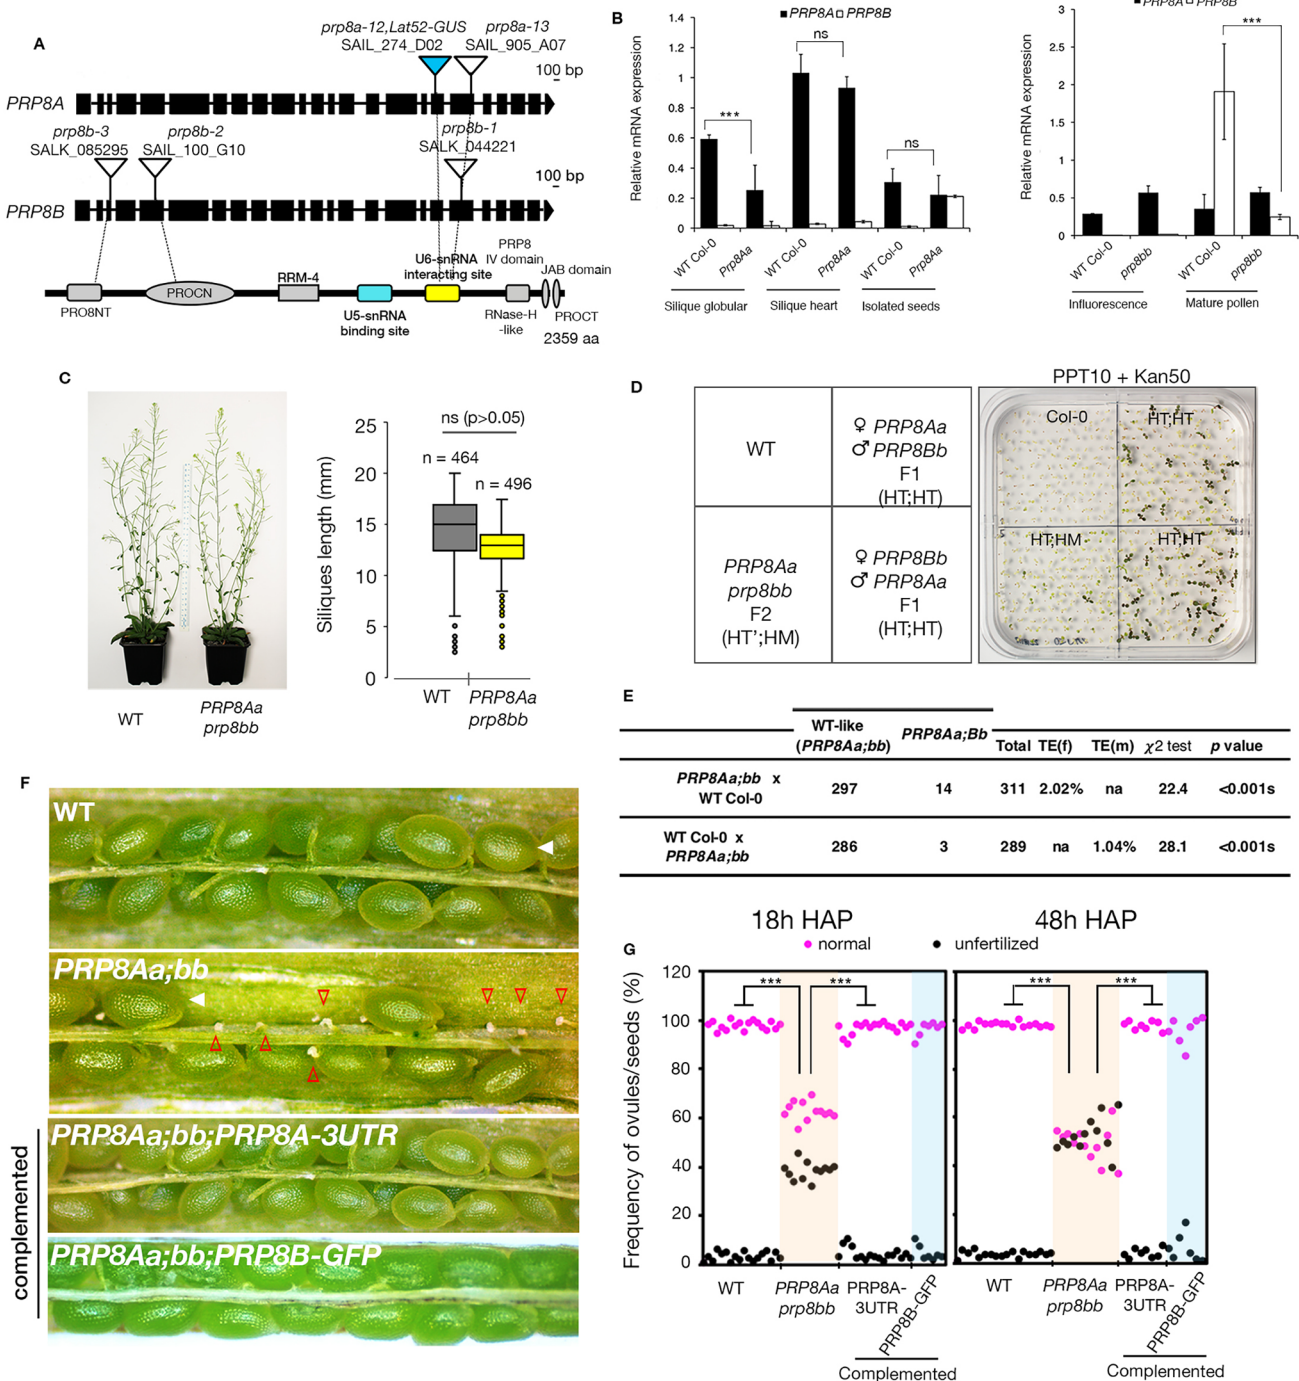 A
prp8a-12,Lat52-GUS
SAIL_274_D02
prp8a-13
SAIL_905_A07
100 bp
PRP8A
prp8b-3
SALK_085295
prp8b-2
SAIL_100_G10
prp8b-1
SALK_044221
100 bp
PRP8B
PRO8NT
PROCN
RRM-4
U5-snRNA
binding site
U6-snRNA
interacting site
PRP8
IV domain
RNase-H
-like
JAB domain
PROCT
2359 aa
B
PRP8A PRP8B
Relative mRNA expression
1.4
1.2
1
0.8
0.6
0.4
0.2
0
***
ns
ns
WT Col-0
Prp8Aa
WT Col-0
Prp8Aa
WT Col-0
Prp8Aa
Silique globular
Silique heart
Isolated seeds
PRP8A PRP8B
Relative mRNA expression
3
2.5
2
1.5
1
0.5
0
***
WT Col-0
prp8bb
WT Col-0
prp8bb
Influorescence
Mature pollen
C
WT
PRP8Aa
prp8bb
Siliques length (mm)
25
20
15
10
5
0
ns (p>0.05)
n = 464
n = 496
WT
PRP8Aa
prp8bb
D
WT
♀ PRP8Aa
♂ PRP8Bb
F1
(HT;HT)
PRP8Aa
prp8bb
F2
(HT';HM)
♀ PRP8Bb
♂ PRP8Aa
F1
(HT;HT)
PPT10 + Kan50
Col-0
HT;HT
HT;HM
HT;HT
E
WT-like
(PRP8Aa;bb)
PRP8Aa;Bb
Total TE(f) TE(m) χ2 test p value
PRP8Aa;bb x
WT Col-0
297 14 311 2.02% na 22.4 <0.001s
WT Col-0 x
PRP8Aa;bb
286 3 289 na 1.04% 28.1 <0.001s
F
WT
PRP8Aa;bb
PRP8Aa;bb;PRP8A-3UTR
PRP8Aa;bb;PRP8B-GFP
complemented
G
18h HAP
48h HAP
normal
unfertilized
Frequency of ovules/seeds (%)
120
100
80
60
40
20
0
***
***
***
***
WT
PRP8Aa
prp8bb
PRP8A-
3UTR
PRP8B-GFP
Complemented
WT
PRP8Aa
prp8bb
PRP8A-
3UTR
PRP8B-GFP
Complemented